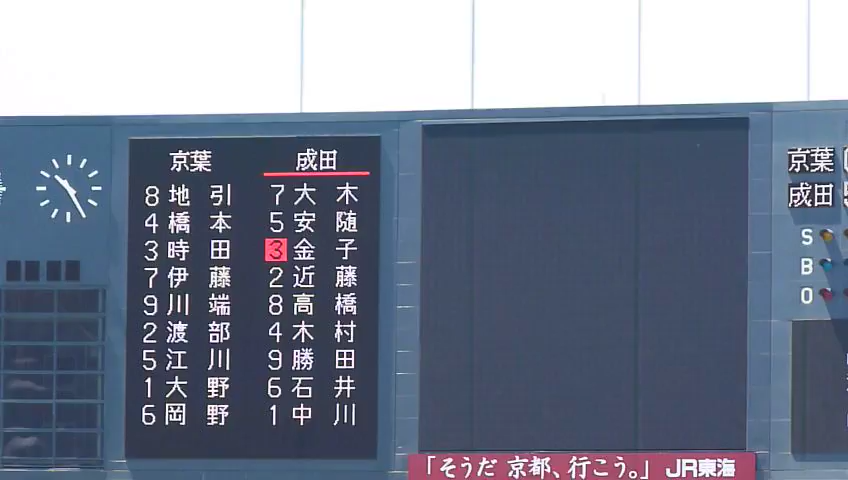 京葉 成田
8 地引 7 大木
4 橋本 5 安随
3 時田 3 金子
7 伊藤 2 近藤
9 川端 8 高橋
2 渡部 4 木村
5 江川 9 勝田
1 大野 6 石井
6 岡野 1 中川
京葉
成田
S
B
O
「そうだ 京都、行こう。」 JR東海